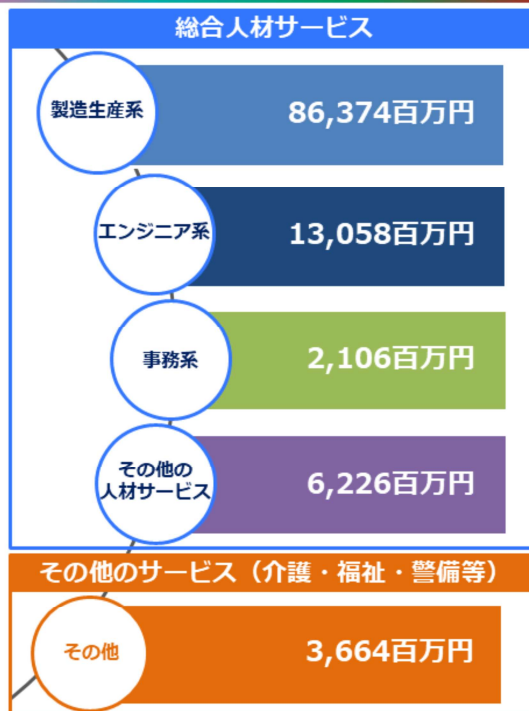 総合人材サービス
製造生産系
86,374百万円
エンジニア系
13,058百万円
事務系
2,106百万円
その他の
人材サービス
6,226百万円
その他のサービス（介護・福祉・警備等）
その他
3,664百万円